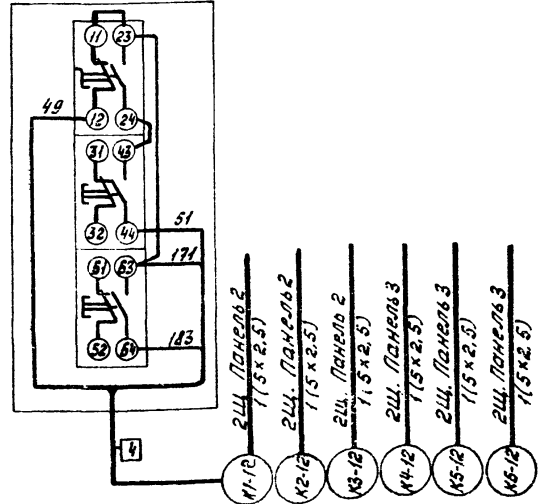 11 23
49
12 24
31 43
51
32 44
171
51 53
183
52 54
4
2Щ. Панель 2
1(5×2,5)
2Щ. Панель 2
1(5×2,5)
2Щ. Панель 2
1(5×2,5)
2Щ. Панель 3
1(5×2,5)
2Щ. Панель 3
1(5×2,5)
2Щ. Панель 3
1(5×2,5)
К1-12
К2-12
К3-12
К4-12
К5-12
К6-12